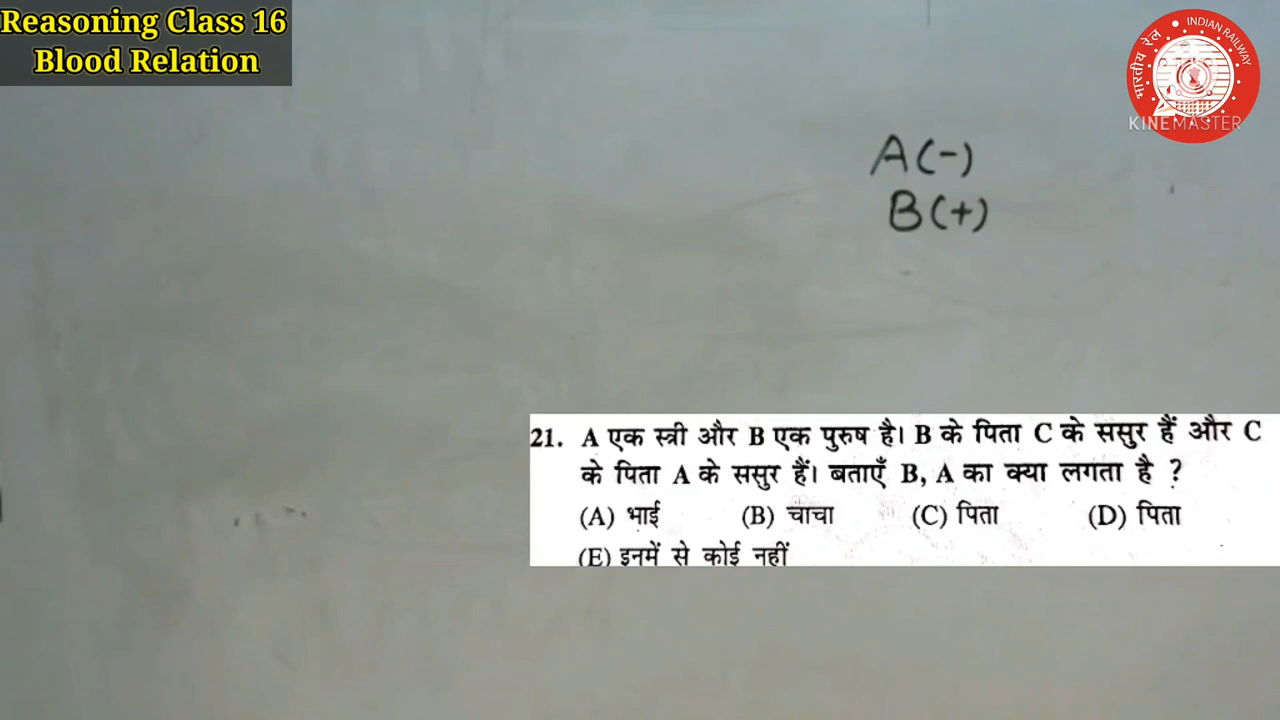 Reasoning Class 16
Blood Relation
भारतीय रेल
INDIAN RAILWAY
KINEMASTER
A (-)
B (+)
21. A एक स्त्री और B एक पुरुष है। B के पिता C के ससुर हैं और C
के पिता A के ससुर हैं। बताएँ B, A का क्या लगता है ?
(A) भाई (B) चाचा (C) पिता (D) पिता
(E) इनमें से कोई नहीं